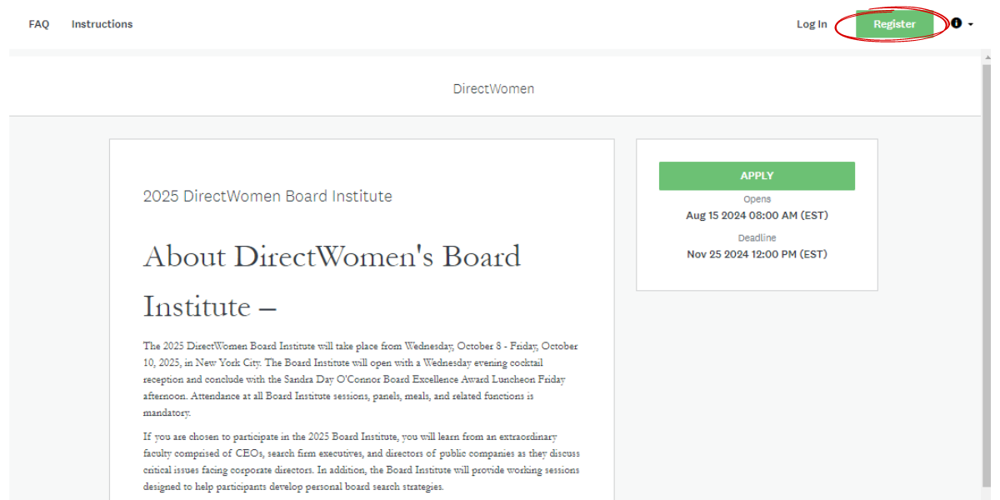 FAQ Instructions Log In Register
DirectWomen
2025 DirectWomen Board Institute
About DirectWomen's Board
Institute –
The 2025 DirectWomen Board Institute will take place from Wednesday, October 8 - Friday, October
10, 2025, in New York City. The Board Institute will open with a Wednesday evening cocktail
reception and conclude with the Sandra Day O'Connor Board Excellence Award Luncheon Friday
afternoon. Attendance at all Board Institute sessions, panels, meals, and related functions is
mandatory.
If you are chosen to participate in the 2025 Board Institute, you will learn from an extraordinary
faculty comprised of CEOs, search firm executives, and directors of public companies as they discuss
critical issues facing corporate directors. In addition, the Board Institute will provide working sessions
designed to help participants develop personal board search strategies.
APPLY
Opens
Aug 15 2024 08:00 AM (EST)
Deadline
Nov 25 2024 12:00 PM (EST)